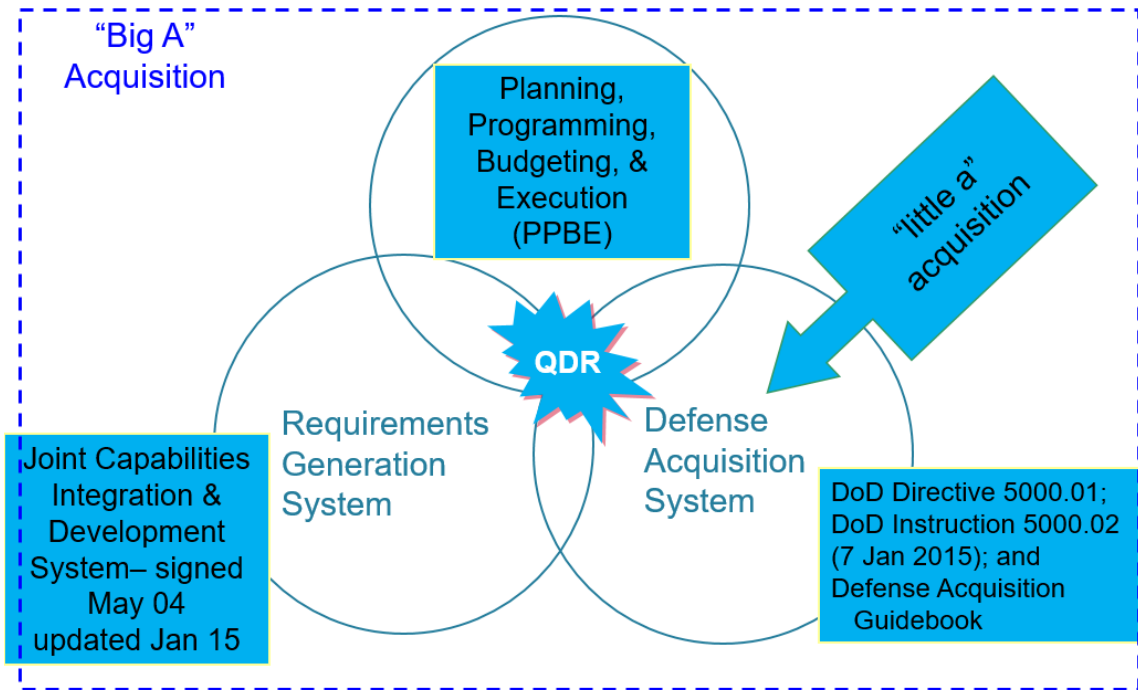 “Big A”
Acquisition
Planning,
Programming,
Budgeting, &
Execution
(PPBE)
“little a”
acquisition
QDR
Requirements
Generation
System
Defense
Acquisition
System
Joint Capabilities
Integration &
Development
System– signed
May 04
updated Jan 15
DoD Directive 5000.01;
DoD Instruction 5000.02
(7 Jan 2015); and
Defense Acquisition
Guidebook